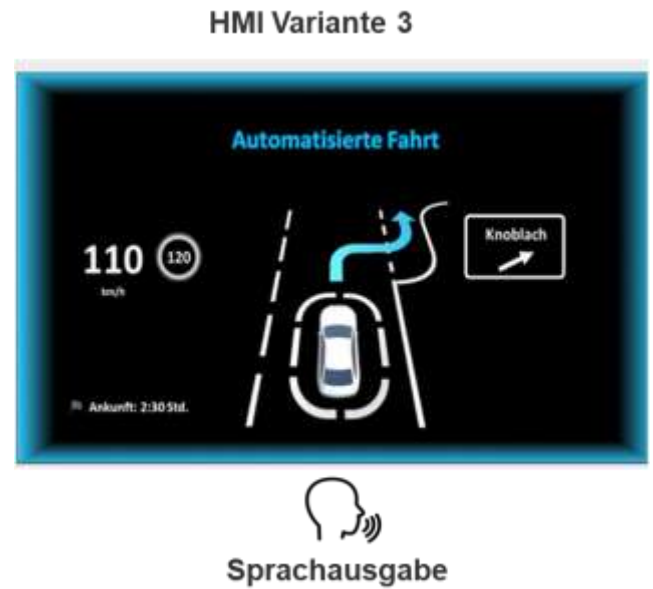 HMI Variante 3
Automatisierte Fahrt
Knoblach
110
120
km/h
Ankunft: 2:30 Std.
Sprachausgabe